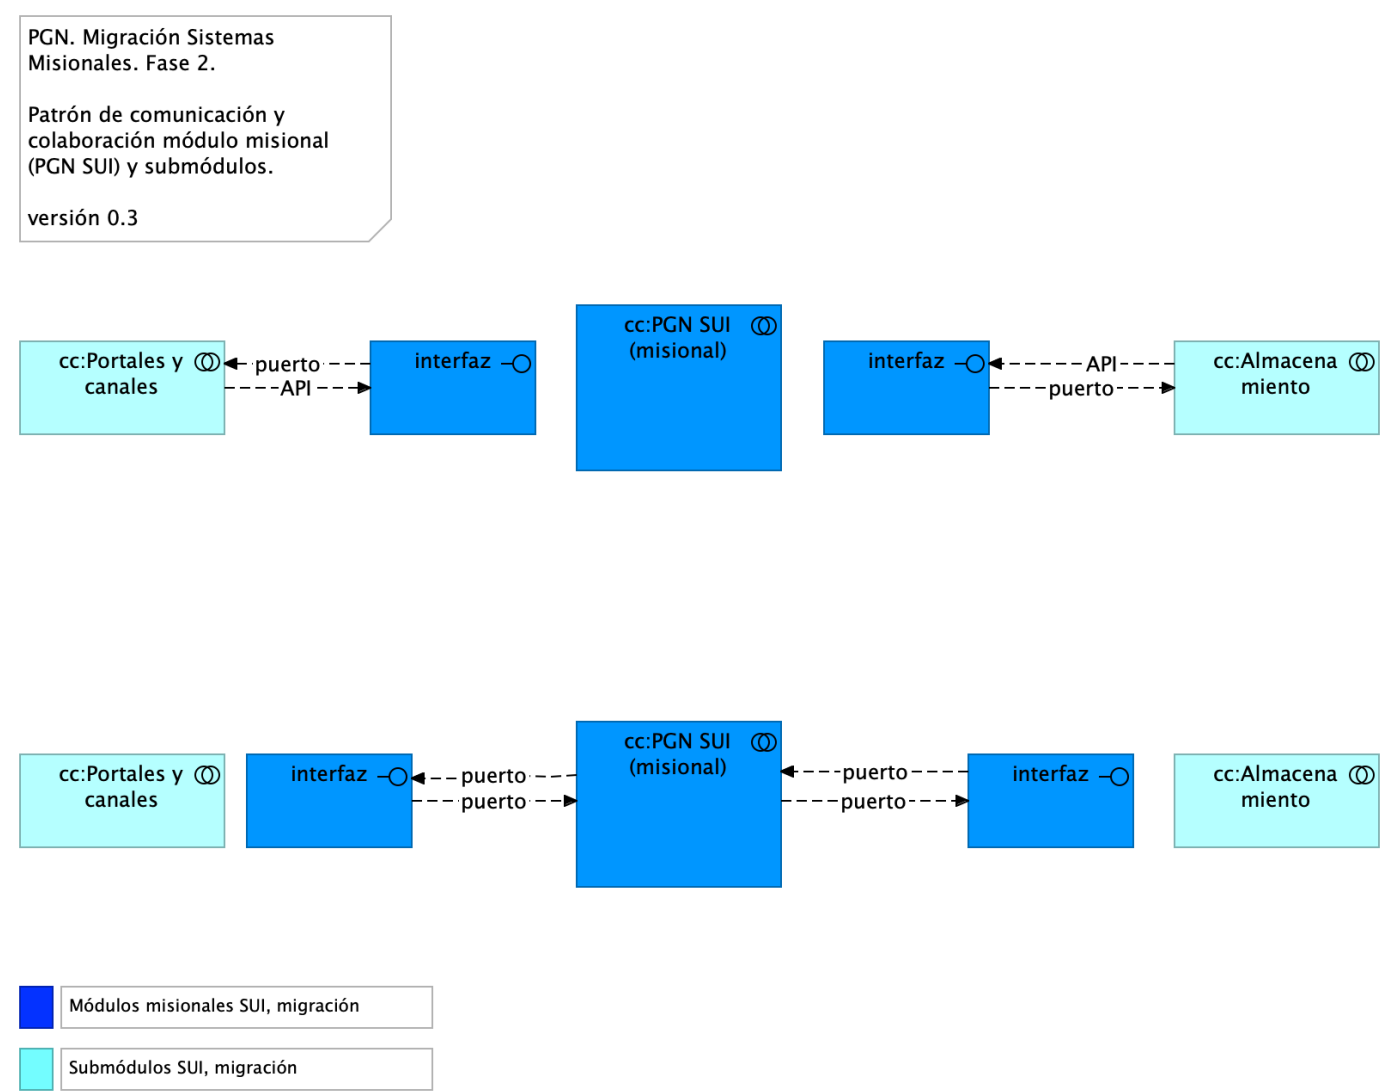 PGN. Migración Sistemas
Misionales. Fase 2.
Patrón de comunicación y
colaboración módulo misional
(PGN SUI) y submódulos.
versión 0.3
cc:Portales y
canales
puerto
API
interfaz
cc:PGN SUI
(misional)
interfaz
API
puerto
cc:Almacena
miento
cc:Portales y
canales
interfaz
puerto
puerto
cc:PGN SUI
(misional)
puerto
puerto
interfaz
cc:Almacena
miento
Módulos misionales SUI, migración
Submódulos SUI, migración